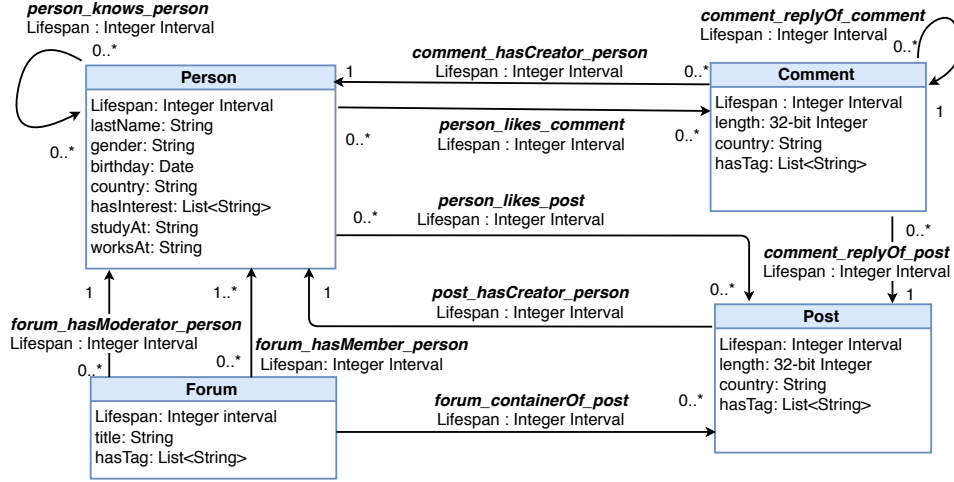 person_knows_person
Lifespan : Integer Interval
0..*
0..*
Person
Lifespan: Integer Interval
lastName: String
gender: String
birthday: Date
country: String
hasInterest: List<String>
studyAt: String
worksAt: String
comment_hasCreator_person
Lifespan : Integer Interval
1
0..*
person_likes_comment
Lifespan : Integer Interval
0..*
0..*
comment_replyOf_comment
Lifespan : Integer Interval
0..*
1
Comment
Lifespan : Integer Interval
length: 32-bit Integer
country: String
hasTag: List<String>
person_likes_post
Lifespan : Integer Interval
0..*
0..*
comment_replyOf_post
Lifespan : Integer Interval
0..*
1
post_hasCreator_person
Lifespan : Integer Interval
1
Post
Lifespan: Integer Interval
length: 32-bit Integer
country: String
hasTag: List<String>
forum_hasModerator_person
Lifespan : Integer Interval
1
0..*
forum_hasMember_person
Lifespan: Integer Interval
1..*
0..*
Forum
Lifespan: Integer interval
title: String
hasTag: List<String>
forum_containerOf_post
Lifespan : Integer Interval
0..*